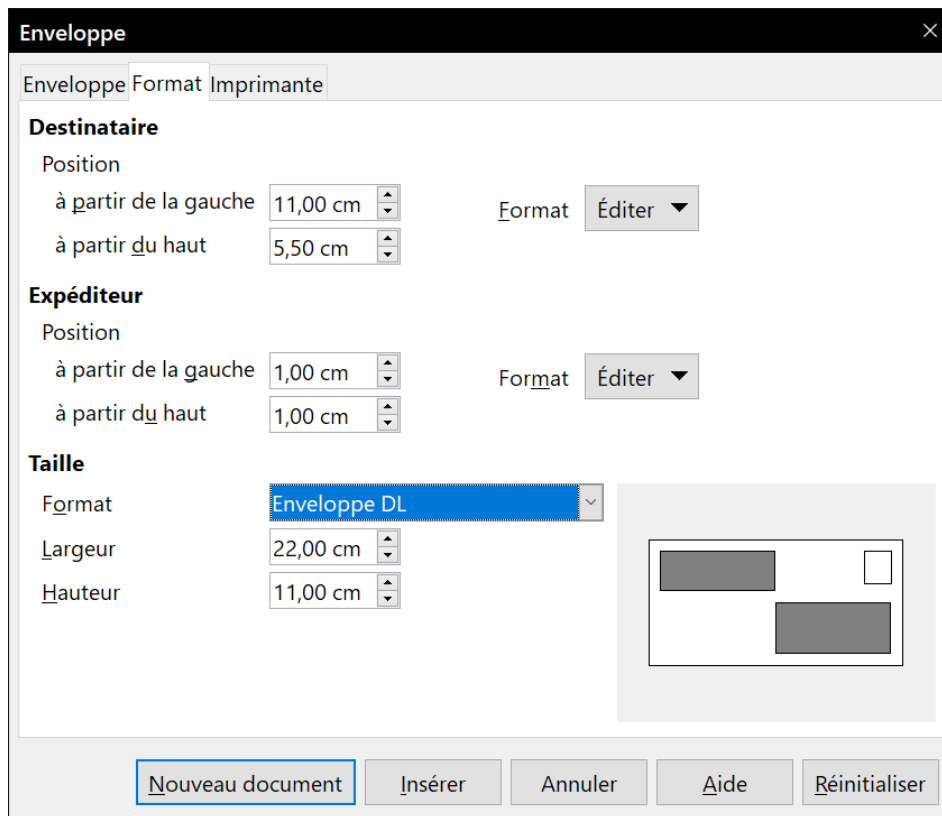 Enveloppe
Enveloppe Format Imprimante
Destinataire
Position
à partir de la gauche 11,00 cm Format Éditer
à partir du haut 5,50 cm
Expéditeur
Position
à partir de la gauche 1,00 cm Format Éditer
à partir du haut 1,00 cm
Taille
Format Enveloppe DL
Largeur 22,00 cm
Hauteur 11,00 cm
Nouveau document Insérer Annuler Aide Réinitialiser